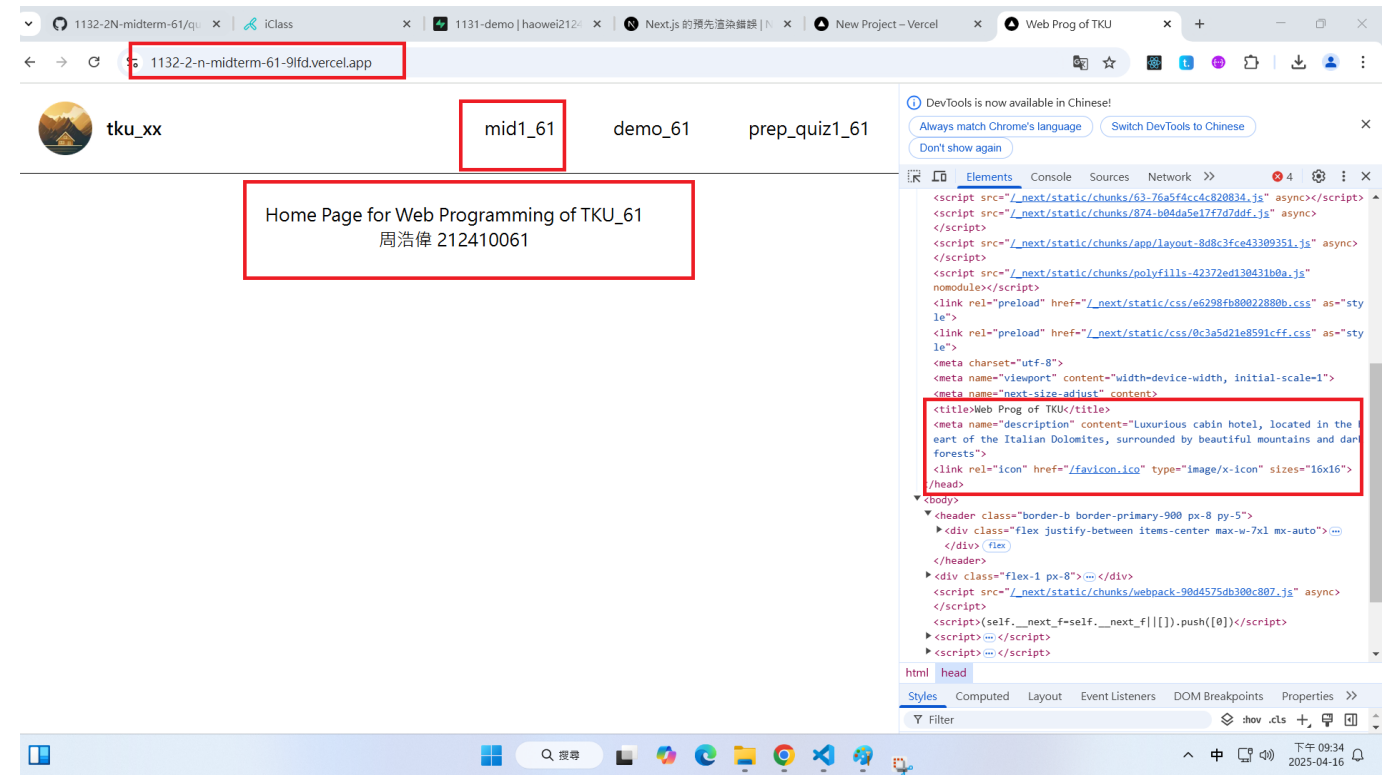 1132-2N-midterm-61/qu
iClass
1131-demo | haowei2124
Next.js 的預先渲染錯誤 | N
New Project – Vercel
Web Prog of TKU
1132-2-n-midterm-61-9lfd.vercel.app
tku_xx
mid1_61
demo_61
prep_quiz1_61
Home Page for Web Programming of TKU_61
周浩偉 212410061
DevTools is now available in Chinese!
Always match Chrome's language
Switch DevTools to Chinese
Don't show again
Elements
Console
Sources
Network
4
<script src="/_next/static/chunks/63-76a5f4cc4c820834.js" async></script>
<script src="/_next/static/chunks/874-b04da5e17f7d7ddf.js" async>
</script>
<script src="/_next/static/chunks/app/layout-8d8c3fce43309351.js" async>
</script>
<script src="/_next/static/chunks/polyfills-42372ed130431b0a.js"
nomodule></script>
<link rel="preload" href="/_next/static/css/e6298fb80022880b.css" as="sty
le">
<link rel="preload" href="/_next/static/css/0c3a5d21e8591cff.css" as="sty
le">
<meta charset="utf-8">
<meta name="viewport" content="width=device-width, initial-scale=1">
<meta name="next-size-adjust" content>
<title>Web Prog of TKU</title>
<meta name="description" content="Luxurious cabin hotel, located in the h
eart of the Italian Dolomites, surrounded by beautiful mountains and dark
forests">
<link rel="icon" href="/favicon.ico" type="image/x-icon" sizes="16x16">
</head>
<body>
<header class="border-b border-primary-900 px-8 py-5">
<div class="flex justify-between items-center max-w-7xl mx-auto">
</div> flex
</header>
<div class="flex-1 px-8"></div>
<script src="/_next/static/chunks/webpack-90d4575db300c807.js" async>
</script>
<script>(self.__next_f=self.__next_f||[]).push([0])</script>
<script></script>
<script></script>
html head
Styles
Computed
Layout
Event Listeners
DOM Breakpoints
Properties
Filter
:hov .cls
搜尋
中
下午 09:34
2025-04-16